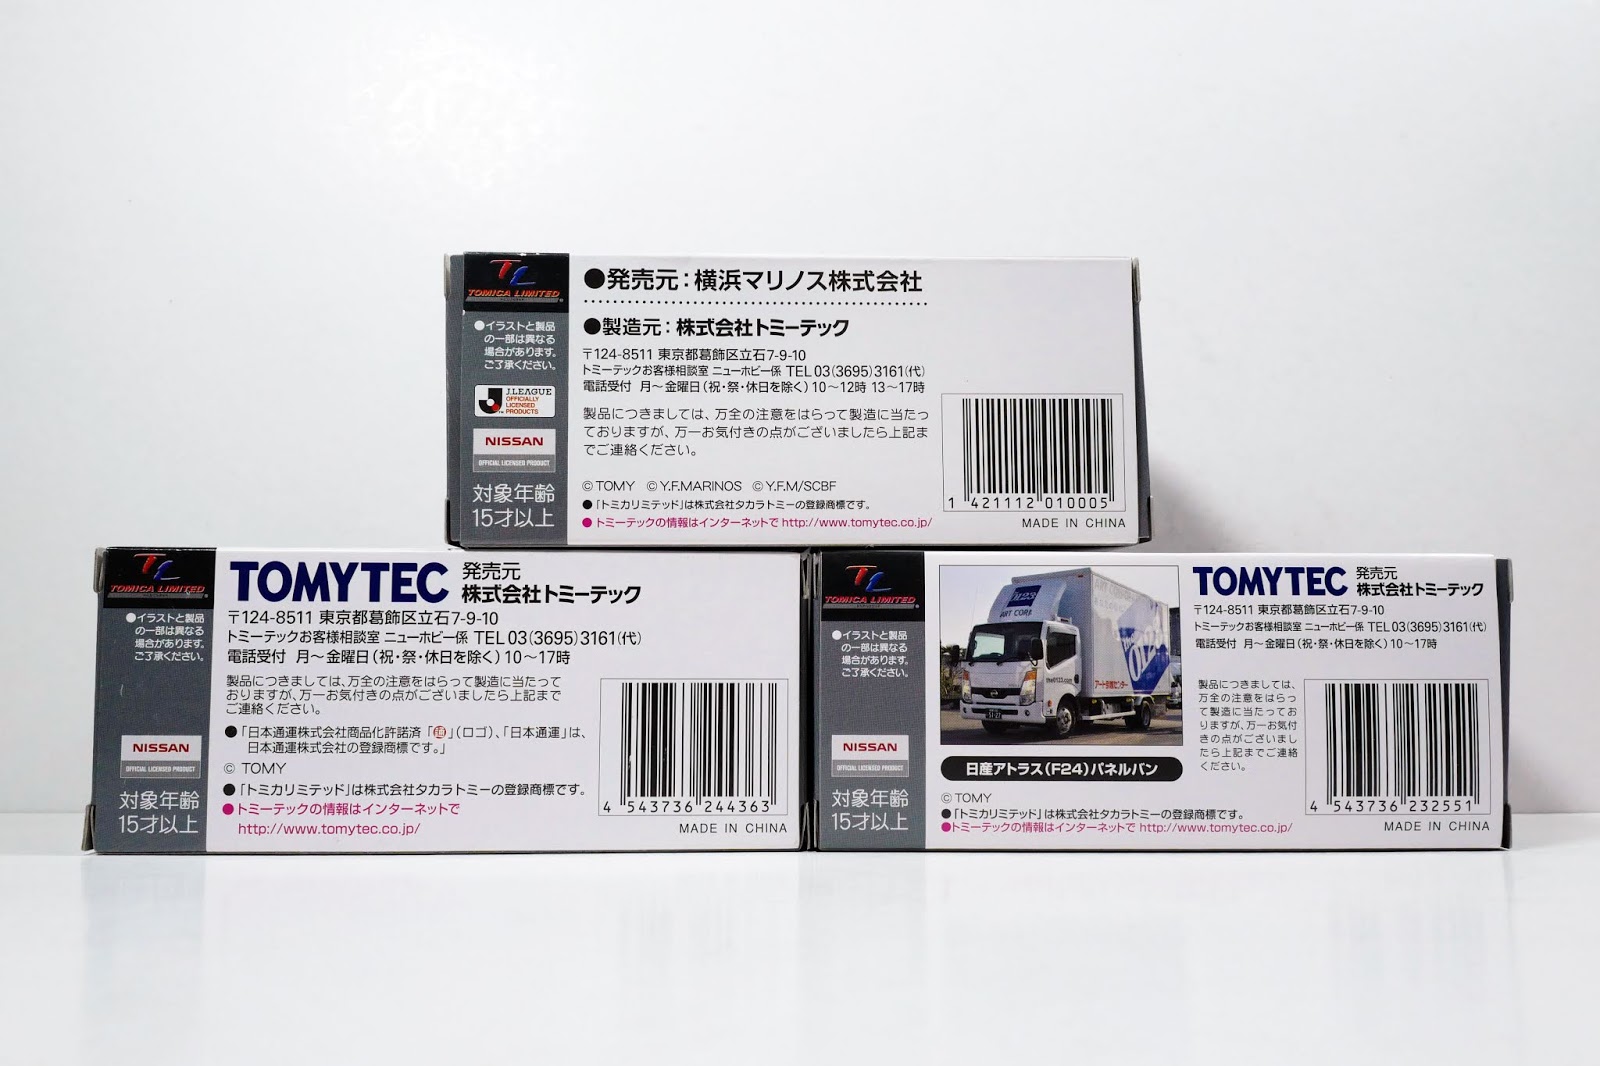 TL
TOMICA LIMITED
●イラストと製品
の一部は異なる
場合があります。
ご了承ください。
J.LEAGUE
OFFICIALLY
LICENSED
PRODUCTS
NISSAN
OFFICIAL LICENSED PRODUCT
対象年齢
15才以上
●発売元：横浜マリノス株式会社
●製造元：株式会社トミーテック
〒124-8511 東京都葛飾区立石7-9-10
トミーテックお客様相談室 ニューホビー係 TEL 03(3695)3161(代)
電話受付 月～金曜日(祝・祭・休日を除く)10～12時 13～17時
製品につきましては、万全の注意をはらって製造に当たっ
ておりますが、万一お気付きの点がございましたら上記ま
でご連絡ください。
© TOMY © Y.F.MARINOS © Y.F.M/SCBF
●「トミカリミテッド」は株式会社タカラトミーの登録商標です。
●トミーテックの情報はインターネットで http://www.tomytec.co.jp/
1 421112 010005
MADE IN CHINA
TL
TOMICA LIMITED
●イラストと製品
の一部は異なる
場合があります。
ご了承ください。
NISSAN
OFFICIAL LICENSED PRODUCT
対象年齢
15才以上
TOMYTEC 発売元
株式会社トミーテック
〒124-8511 東京都葛飾区立石7-9-10
トミーテックお客様相談室 ニューホビー係 TEL 03(3695)3161(代)
電話受付 月～金曜日(祝・祭・休日を除く)10～17時
製品につきましては、万全の注意をはらって製造に当たって
おりますが、万一お気付きの点がございましたら上記まで
ご連絡ください。
●「日本通運株式会社商品化許諾済「通」(ロゴ)、「日本通運」は、
日本通運株式会社の登録商標です。」
© TOMY
●「トミカリミテッド」は株式会社タカラトミーの登録商標です。
●トミーテックの情報はインターネットで
http://www.tomytec.co.jp/
4 543736 244363
MADE IN CHINA
TL
TOMICA LIMITED
●イラストと製品
の一部は異なる
場合があります。
ご了承ください。
NISSAN
OFFICIAL LICENSED PRODUCT
対象年齢
15才以上
0123
ART CORP
the0123.com
アート引越センター
日産アトラス(F24)パネルバン
TOMYTEC 発売元
株式会社トミーテック
〒124-8511 東京都葛飾区立石7-9-10
トミーテックお客様相談室 ニューホビー係 TEL 03(3695)3161(代)
電話受付 月～金曜日(祝・祭・休日を除く)10～17時
製品につきましては、
万全の注意をはらっ
て製造に当たってお
りますが、万一お気付
きの点がございまし
たら上記までご連絡
ください。
© TOMY
●「トミカリミテッド」は株式会社タカラトミーの登録商標です。
●トミーテックの情報はインターネットで http://www.tomytec.co.jp/
4 543736 232551
MADE IN CHINA